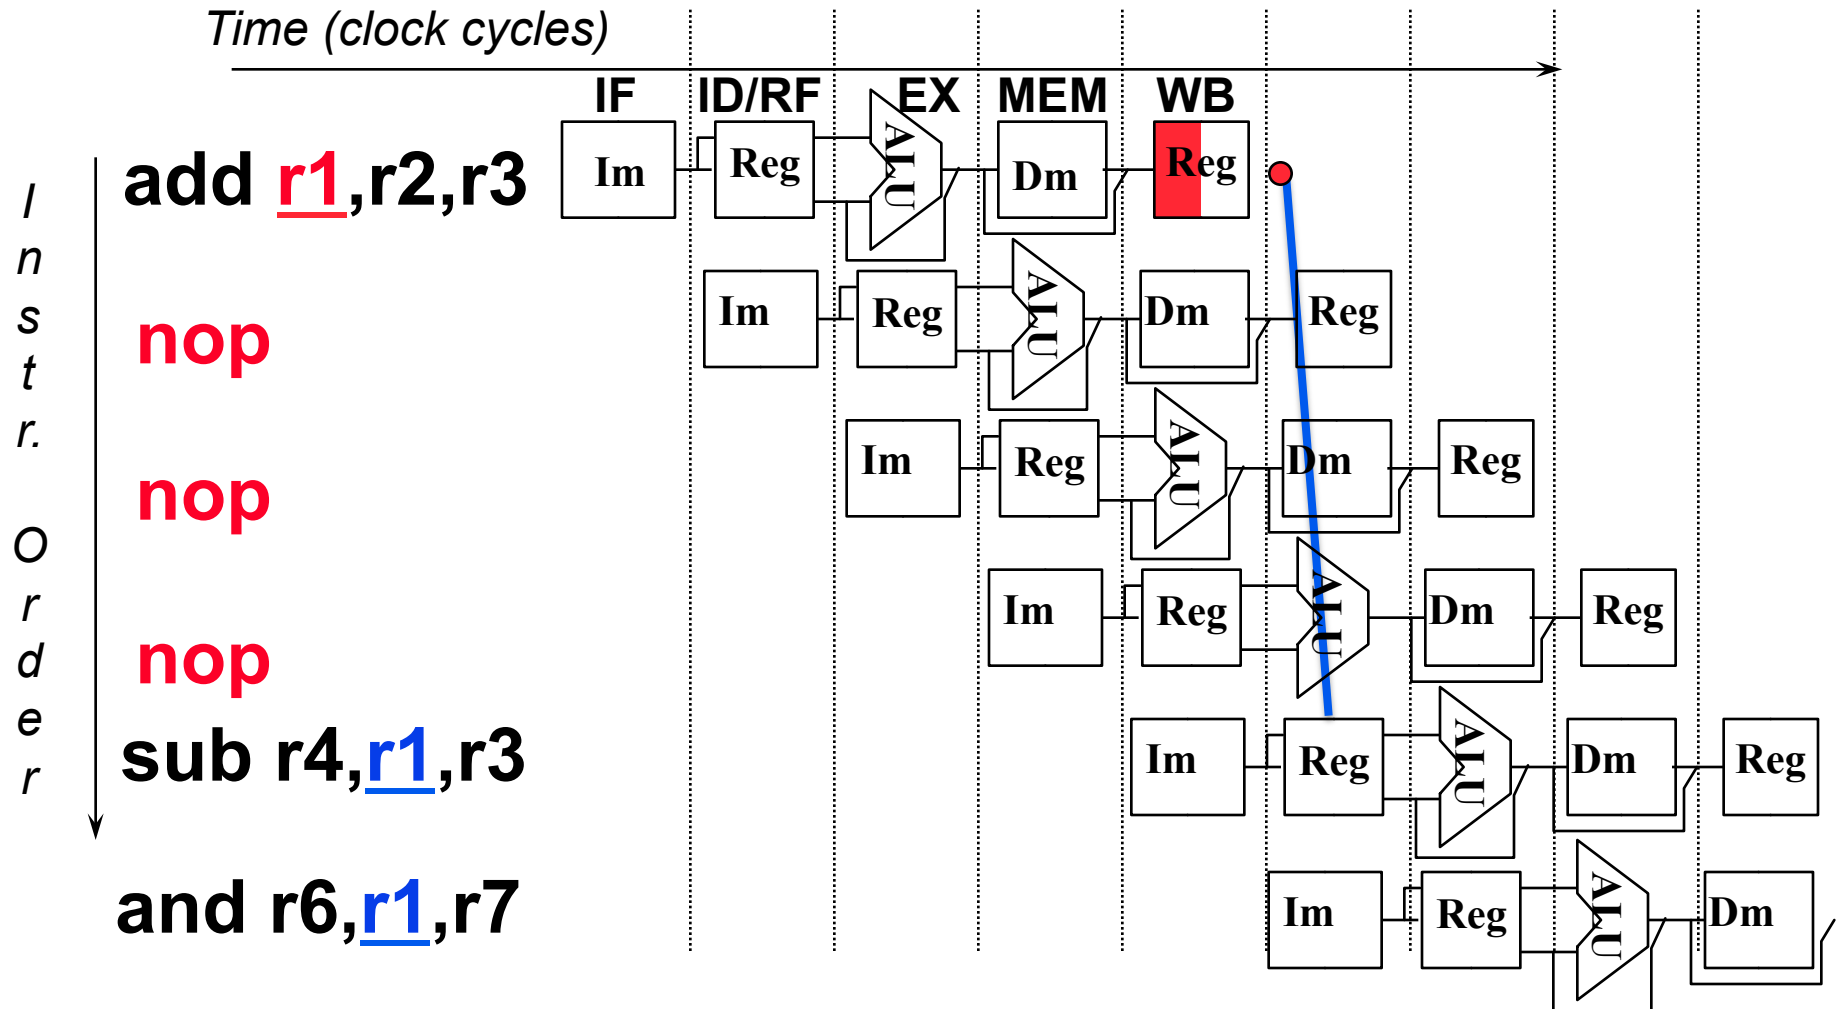 Time (clock cycles)
IF ID/RF EX MEM WB
Instr. Order
add r1,r2,r3 Im Reg ALU Dm Reg
nop Im Reg ALU Dm Reg
nop Im Reg ALU Dm Reg
nop Im Reg ALU Dm Reg
sub r4,r1,r3 Im Reg ALU Dm Reg
and r6,r1,r7 Im Reg ALU Dm